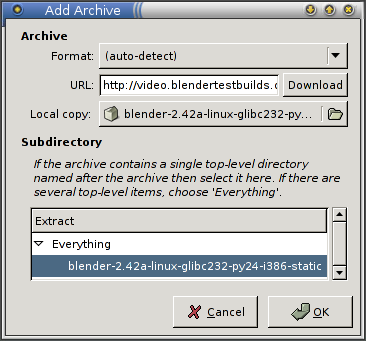 Add Archive
Archive
Format: (auto-detect)
URL: http://video.blendertestbuilds. Download
Local copy: blender-2.42a-linux-glibc232-py...
Subdirectory
If the archive contains a single top-level directory
named after the archive then select it here. If there are
several top-level items, choose 'Everything'.
Extract
Everything
blender-2.42a-linux-glibc232-py24-i386-static
Cancel OK